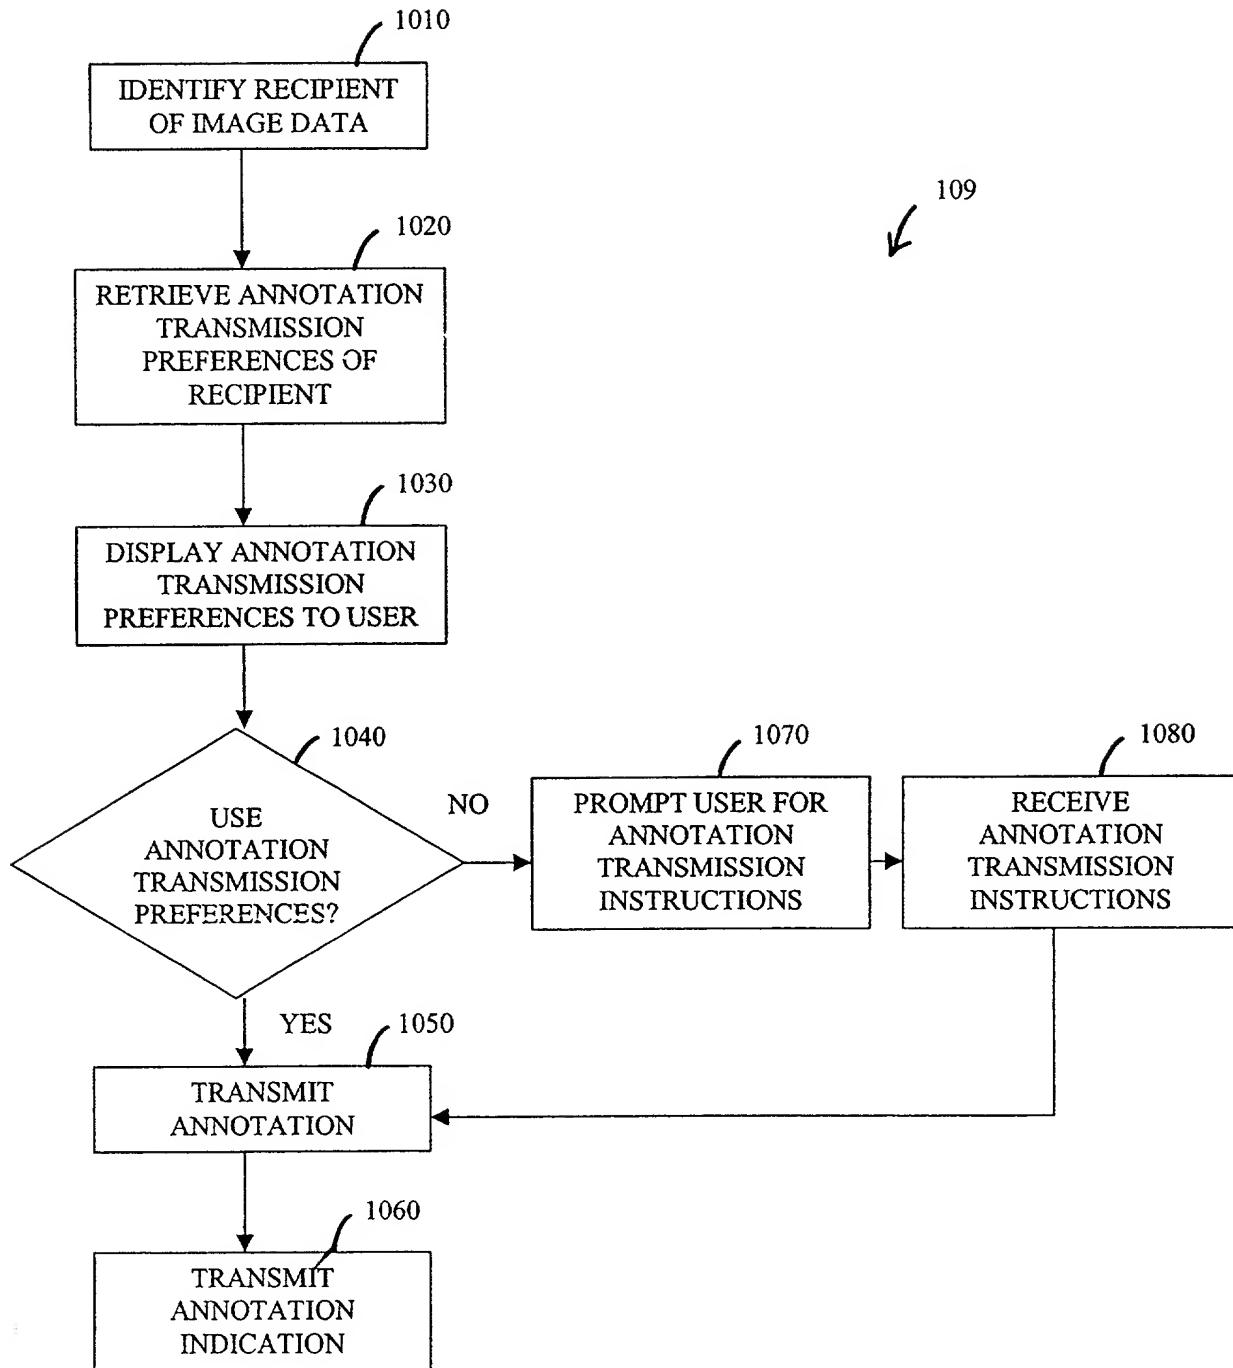 1010
IDENTIFY RECIPIENT
OF IMAGE DATA
109
1020
RETRIEVE ANNOTATION
TRANSMISSION
PREFERENCES OF
RECIPIENT
1030
DISPLAY ANNOTATION
TRANSMISSION
PREFERENCES TO USER
1040
USE
ANNOTATION
TRANSMISSION
PREFERENCES?
NO
1070
PROMPT USER FOR
ANNOTATION
TRANSMISSION
INSTRUCTIONS
1080
RECEIVE
ANNOTATION
TRANSMISSION
INSTRUCTIONS
YES
1050
TRANSMIT
ANNOTATION
1060
TRANSMIT
ANNOTATION
INDICATION